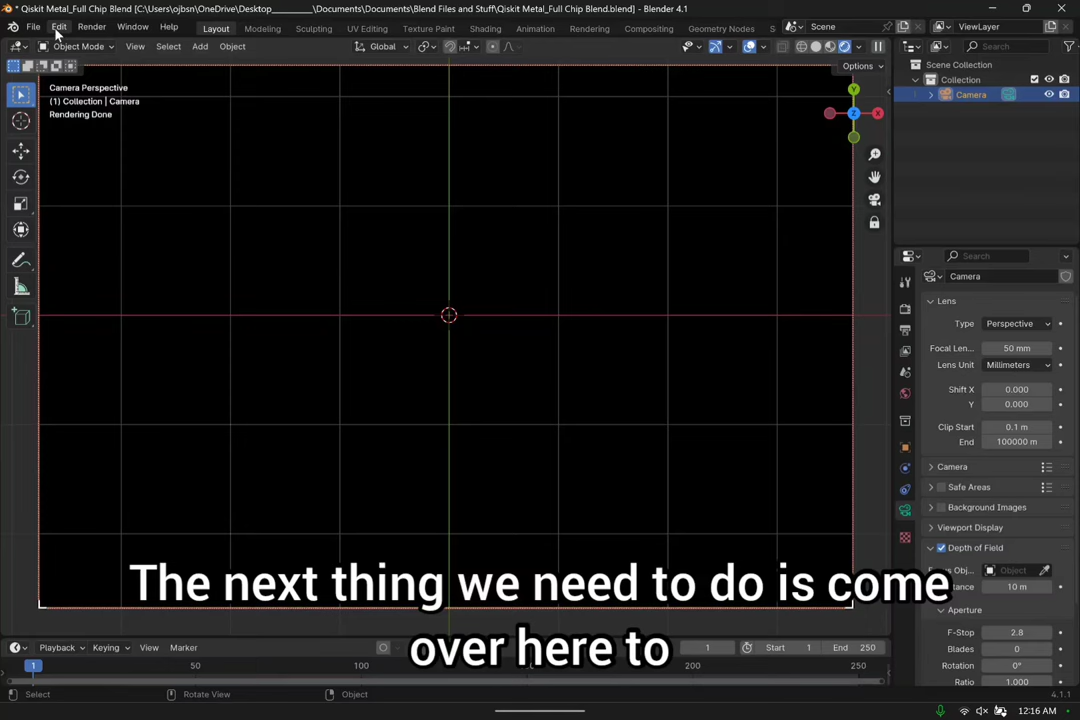 * Qiskit Metal_Full Chip Blend [C:\Users\ojbsn\OneDrive\Desktop__________\Documents\Documents\Blend Files and Stuff\Qiskit Metal_Full Chip Blend.blend] - Blender 4.1
File Edit Render Window Help Layout Modeling Sculpting UV Editing Texture Paint Shading Animation Rendering Compositing Geometry Nodes Scene ViewLayer
Object Mode View Select Add Object Global Search
Options
Scene Collection
Collection
Camera
Camera Perspective
(1) Collection | Camera
Rendering Done
Y
X
Z
Search
Camera
Lens
Type Perspective
Focal Len... 50 mm
Lens Unit Millimeters
Shift X 0.000
Y 0.000
Clip Start 0.1 m
End 100000 m
Camera
Safe Areas
Background Images
Viewport Display
Depth of Field
Object
10 m
Aperture
F-Stop 2.8
Blades 0
Rotation 0°
Ratio 1.000
The next thing we need to do is come
over here to
Playback Keying View Marker 1 Start 1 End 250
1 50 100 150 200 250
Select Rotate View Object 4.1.1
12:16 AM